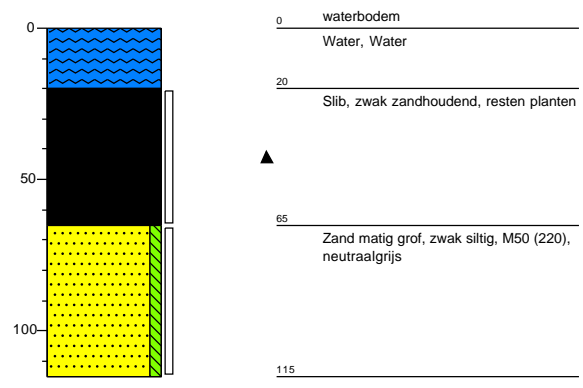 0
50
100
0
waterbodem
Water, Water
20
Slib, zwak zandhoudend, resten planten
65
Zand matig grof, zwak siltig, M50 (220),
neutraalgrijs
115